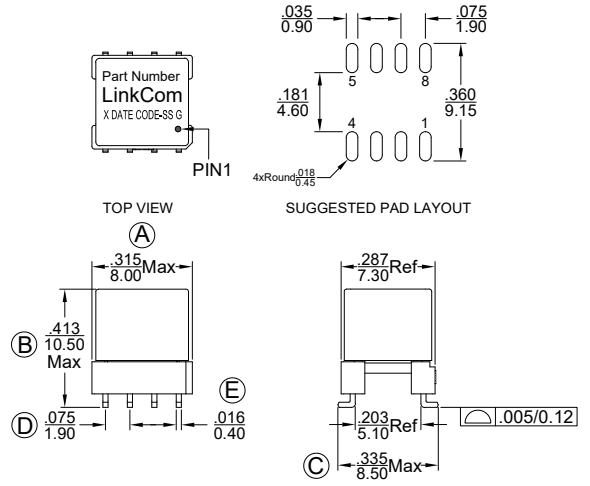 .035
0.90
.075
1.90
Part Number
LinkCom
X DATE CODE-SS G
PIN1
5
8
.181
4.60
.360
9.15
4
1
4xRound .018
0.45
TOP VIEW
SUGGESTED PAD LAYOUT
A
.315 Max
8.00
.287 Ref
7.30
B
.413
10.50
Max
E
D
.075
1.90
.016
0.40
.203 Ref
5.10
.005/0.12
C
.335 Max
8.50